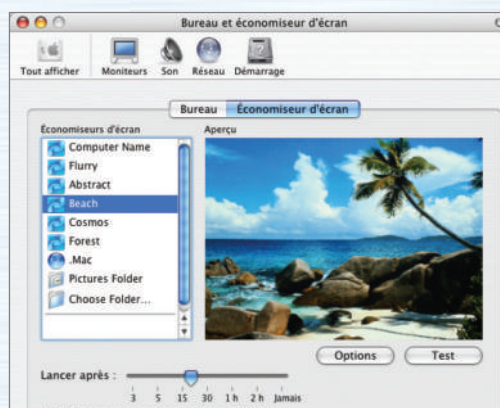 Bureau et économiseur d'écran
Tout afficher Moniteurs Son Réseau Démarrage
Bureau Économiseur d'écran
Économiseurs d'écran Aperçu
Computer Name
Flurry
Abstract
Beach
Cosmos
Forest
.Mac
Pictures Folder
Choose Folder...
Options Test
Lancer après :
3 5 15 30 1 h 2 h Jamais